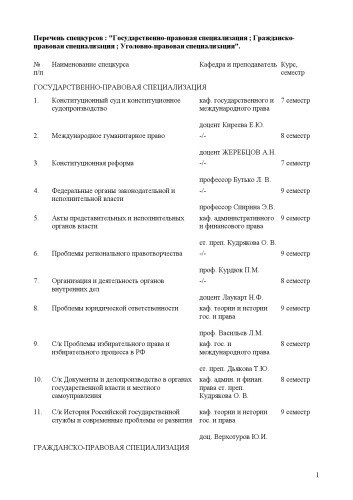 Перечень спецкурсов : "Государственно-правовая специализация ; Гражданско-
правовая специализация ; Уголовно-правовая специализация".
№ Наименование спецкурса Кафедра и преподаватель Курс,
п/п семестр
ГОСУДАРСТВЕННО-ПРАВОВАЯ СПЕЦИАЛИЗАЦИЯ
1. Конституционный суд и конституционное каф. государственного и 7 семестр
судопроизводство международного права
доцент Киреева Е.Ю.
2. Международное гуманитарное право -/- 8 семестр
доцент ЖЕРЕБЦОВ А.Н.
3. Конституционная реформа -/- 7 семестр
профессор Бутько Л. В.
4. Федеральные органы законодательной и -/- 9 семестр
исполнительной власти
профессор Спирина Э.В.
5. Акты представительных и исполнительных каф. административного 9 семестр
органов власти и финансового права
ст. преп. Кудрякова О. В.
6. Проблемы регионального правотворчества -/- 9 семестр
проф. Курдюк П.М.
7. Организация и деятельность органов -/- 8 семестр
внутренних дел
доцент Лаукарт Н.Ф.
8. Проблемы юридической ответственности каф. теории и истории 9 семестр
гос. и права
проф. Васильев Л.М.
9. С/к Проблемы избирательного права и каф. гос. и 8 семестр
избирательного процесса в РФ международного права
ст. преп. Дьякова Т.Ю.
10. С/к Документы и делопроизводство в органах каф. админ. и финан. 8 семестр
государственной власти и местного права ст. преп.
самоуправления Кудрякова О. В.
11. С/к История Российской государственной каф. теории и истории 9 семестр
службы и современные проблемы ее развития гос. и права
доц. Верхотуров Ю.И.
ГРАЖДАНСКО-ПРАВОВАЯ СПЕЦИАЛИЗАЦИЯ
1